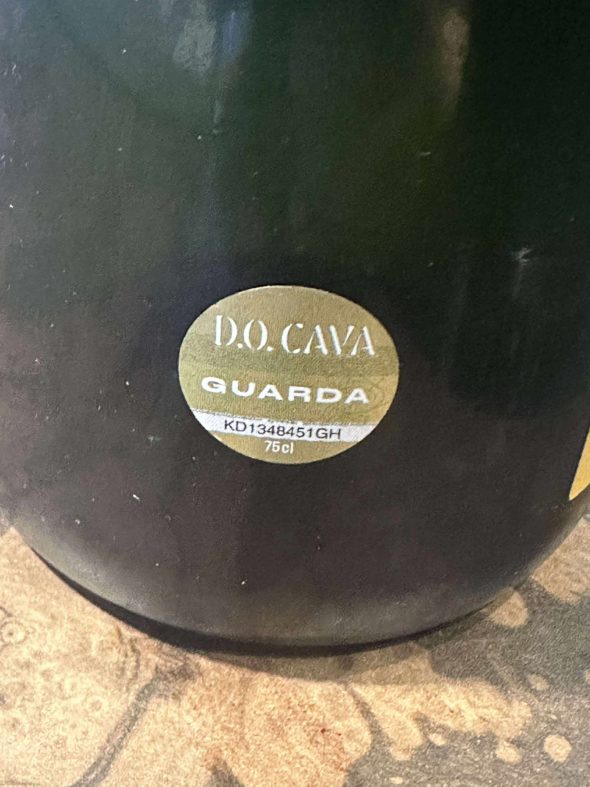 D.O. CAVA
GUARDA
KD1348451GH
75cl